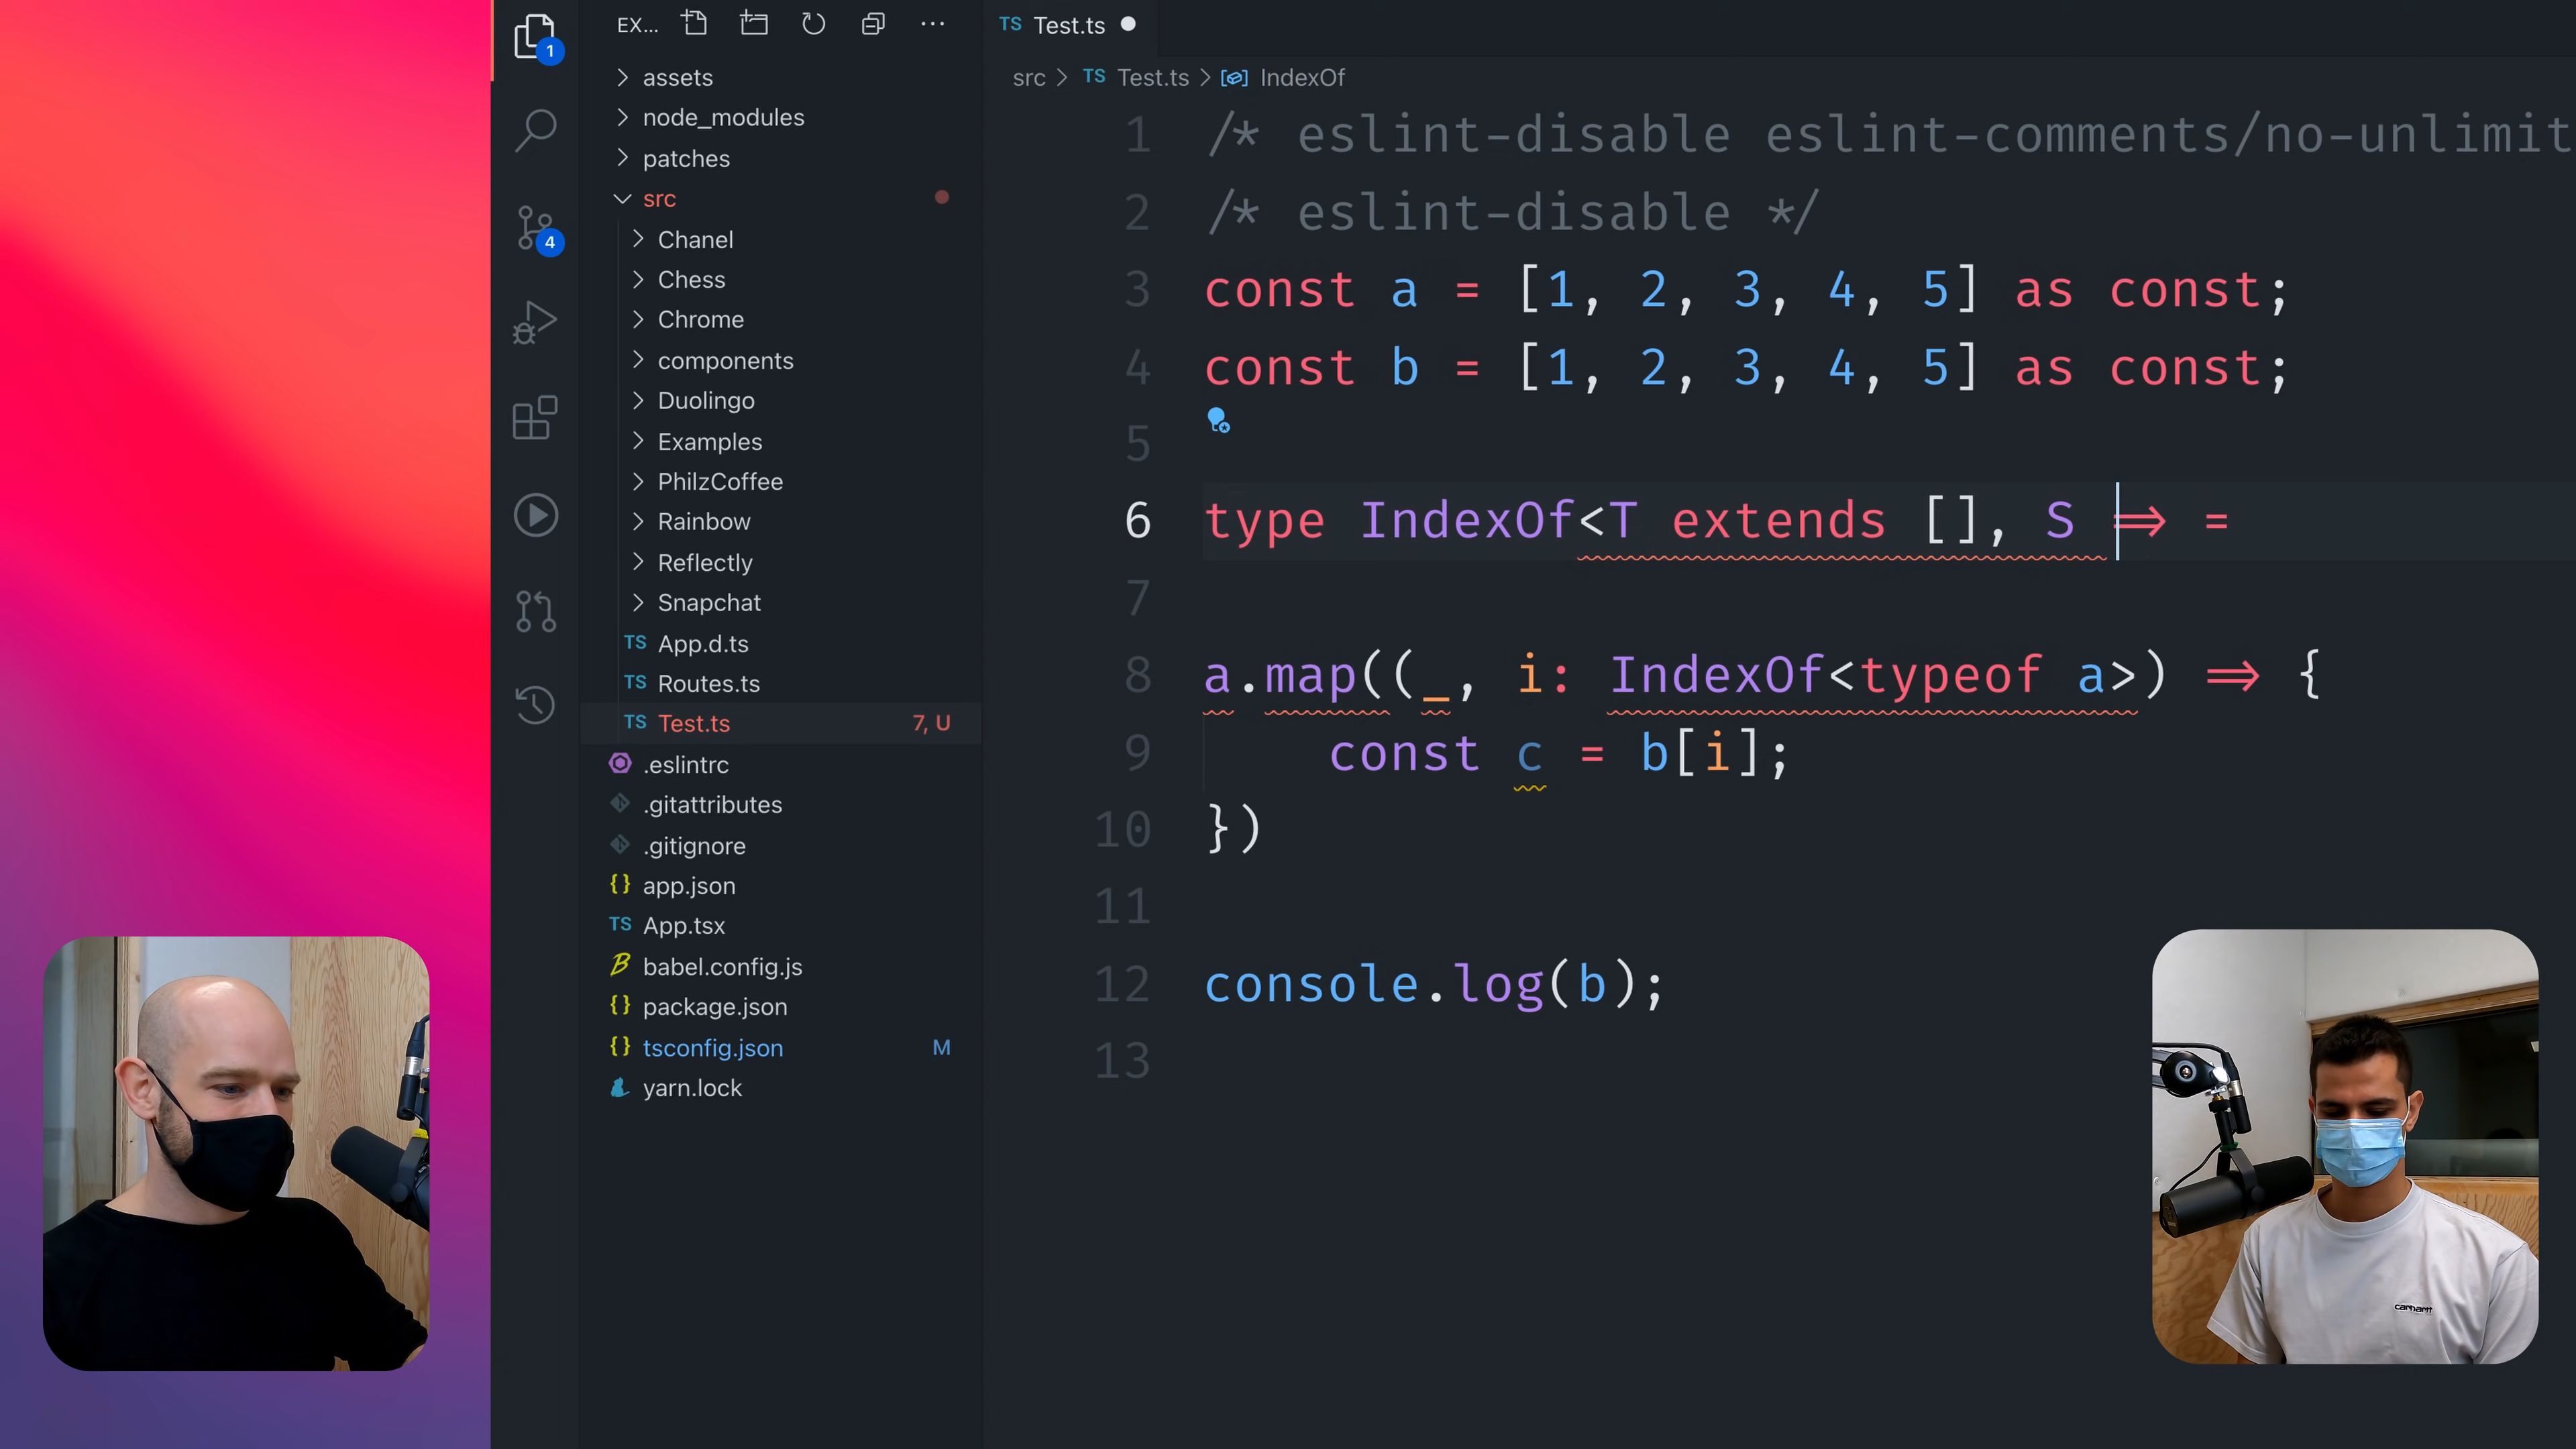 EX...
1
4
assets
node_modules
patches
src
Chanel
Chess
Chrome
components
Duolingo
Examples
PhilzCoffee
Rainbow
Reflectly
Snapchat
TS App.d.ts
TS Routes.ts
TS Test.ts 7, U
.eslintrc
.gitattributes
.gitignore
{} app.json
TS App.tsx
babel.config.js
{} package.json
{} tsconfig.json M
yarn.lock
TS Test.ts
src > TS Test.ts > IndexOf
1 /* eslint-disable eslint-comments/no-unlimit
2 /* eslint-disable */
3 const a = [1, 2, 3, 4, 5] as const;
4 const b = [1, 2, 3, 4, 5] as const;
5
6 type IndexOf<T extends [], S => =
7
8 a.map((_, i: IndexOf<typeof a>) => {
9 const c = b[i];
10 })
11
12 console.log(b);
13
carhartt